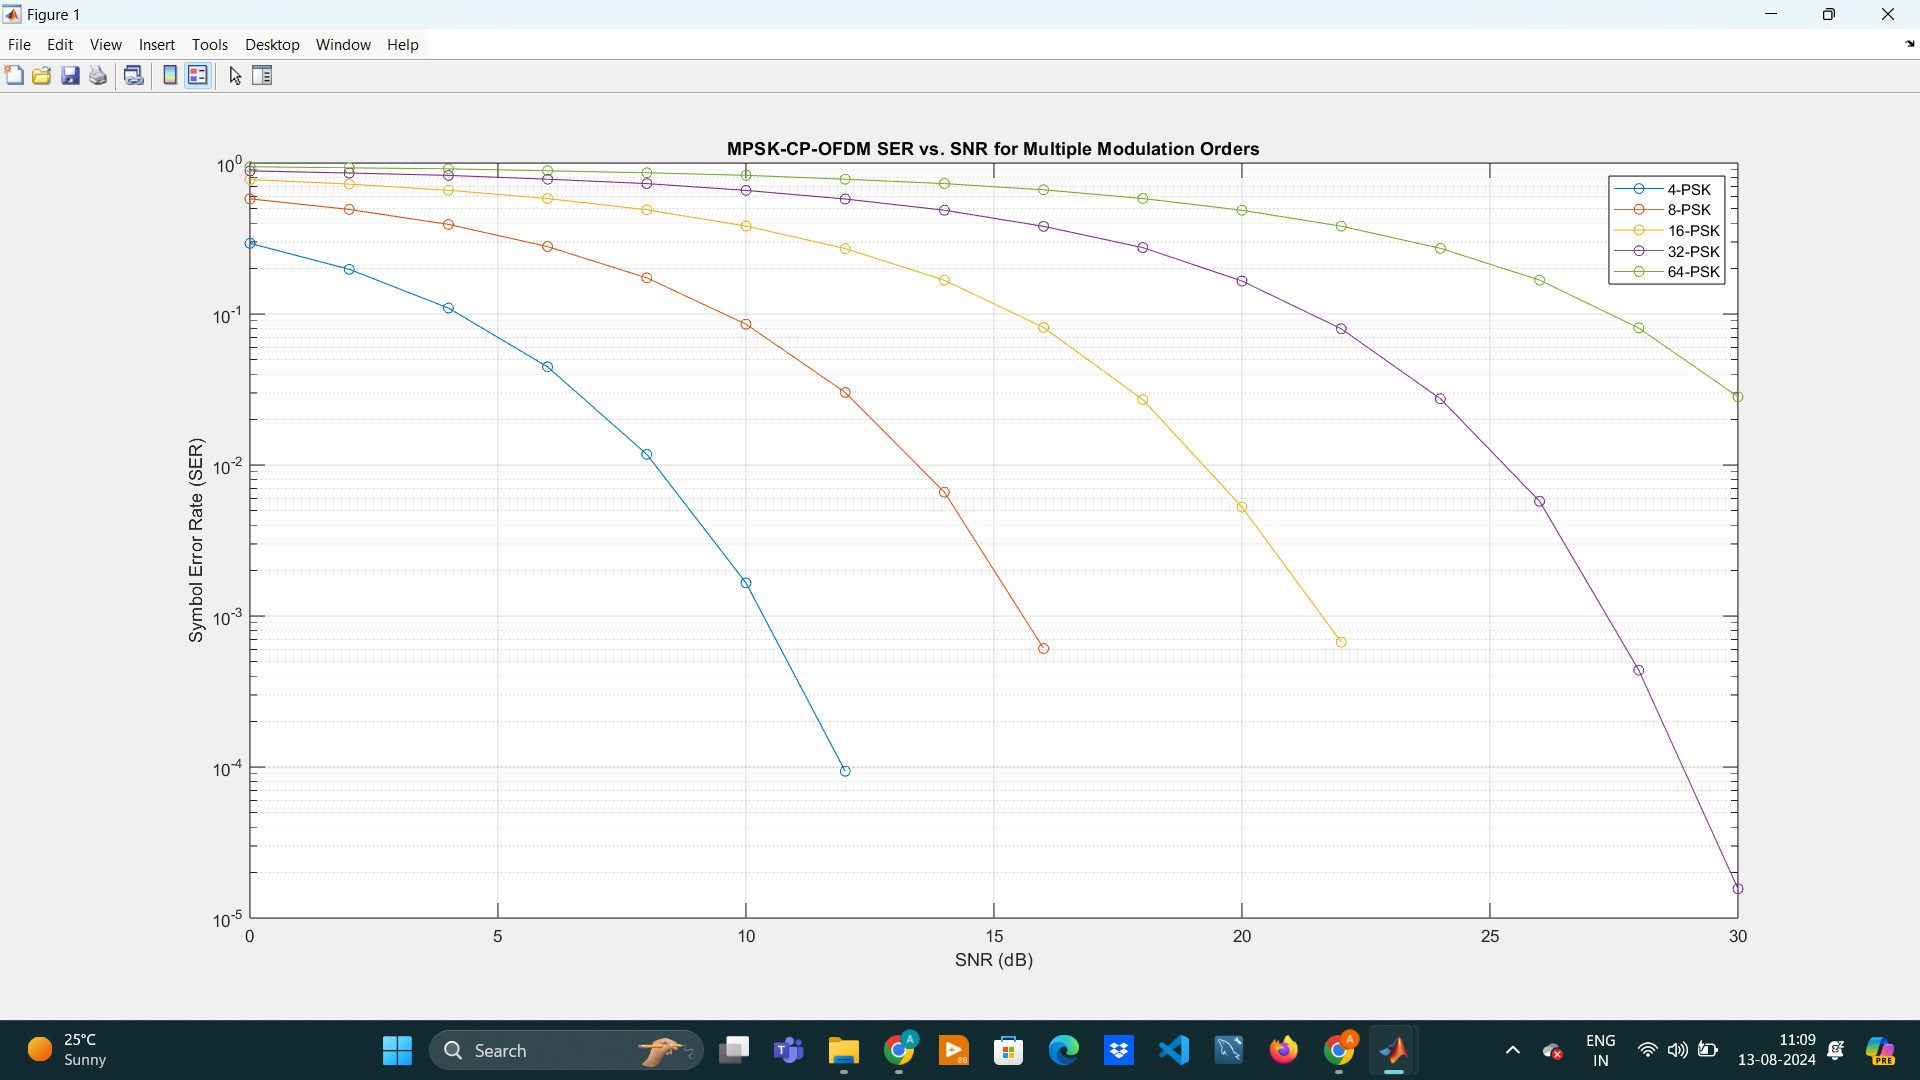 Figure 1
File Edit View Insert Tools Desktop Window Help
MPSK-CP-OFDM SER vs. SNR for Multiple Modulation Orders
10^0
10^-1
10^-2
10^-3
10^-4
10^-5
Symbol Error Rate (SER)
4-PSK
8-PSK
16-PSK
32-PSK
64-PSK
0 5 10 15 20 25 30
SNR (dB)
25°C
Sunny
Search
A
20
A
ENG
IN
11:09
13-08-2024
PRE